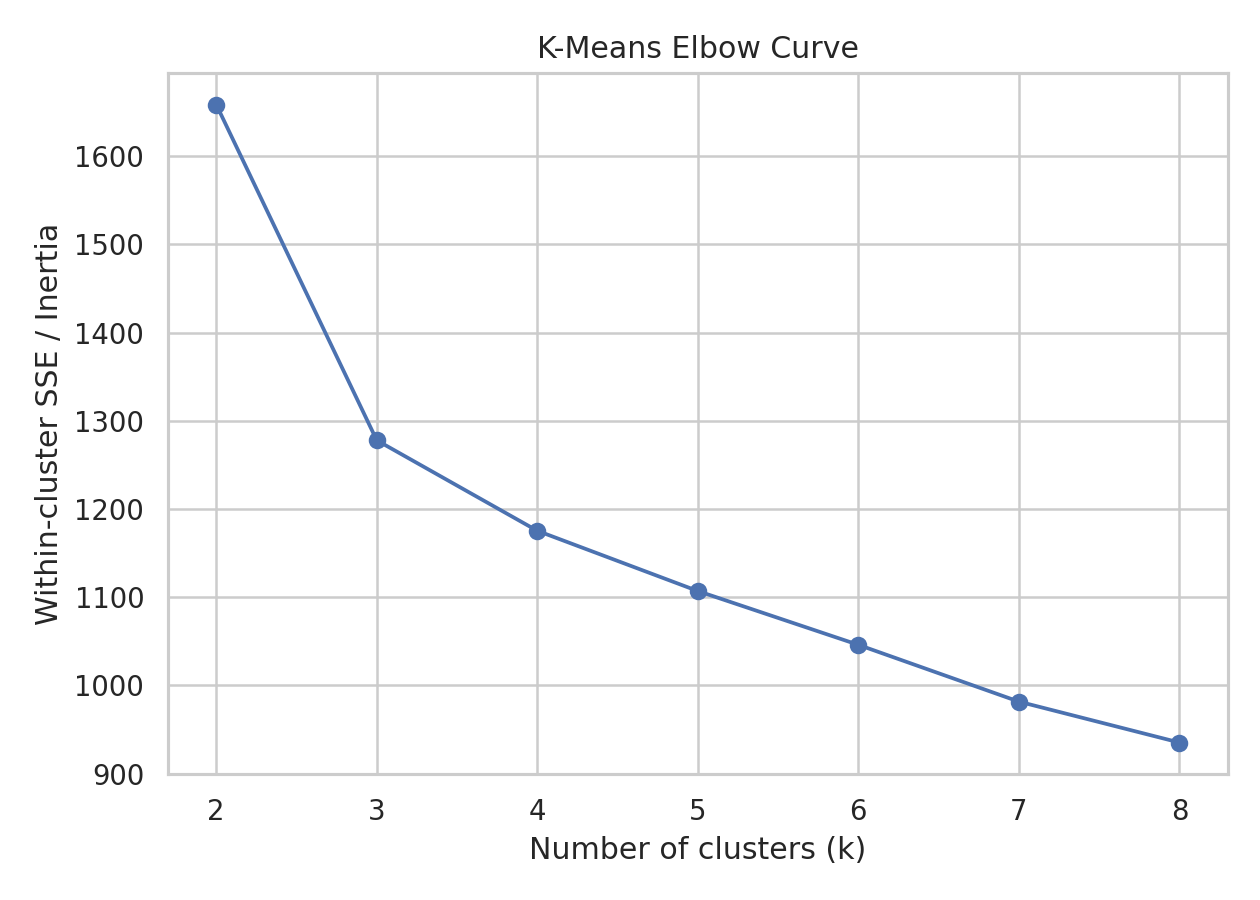 K-Means Elbow Curve
Within-cluster SSE / Inertia
1600
1500
1400
1300
1200
1100
1000
900
2 3 4 5 6 7 8
Number of clusters (k)